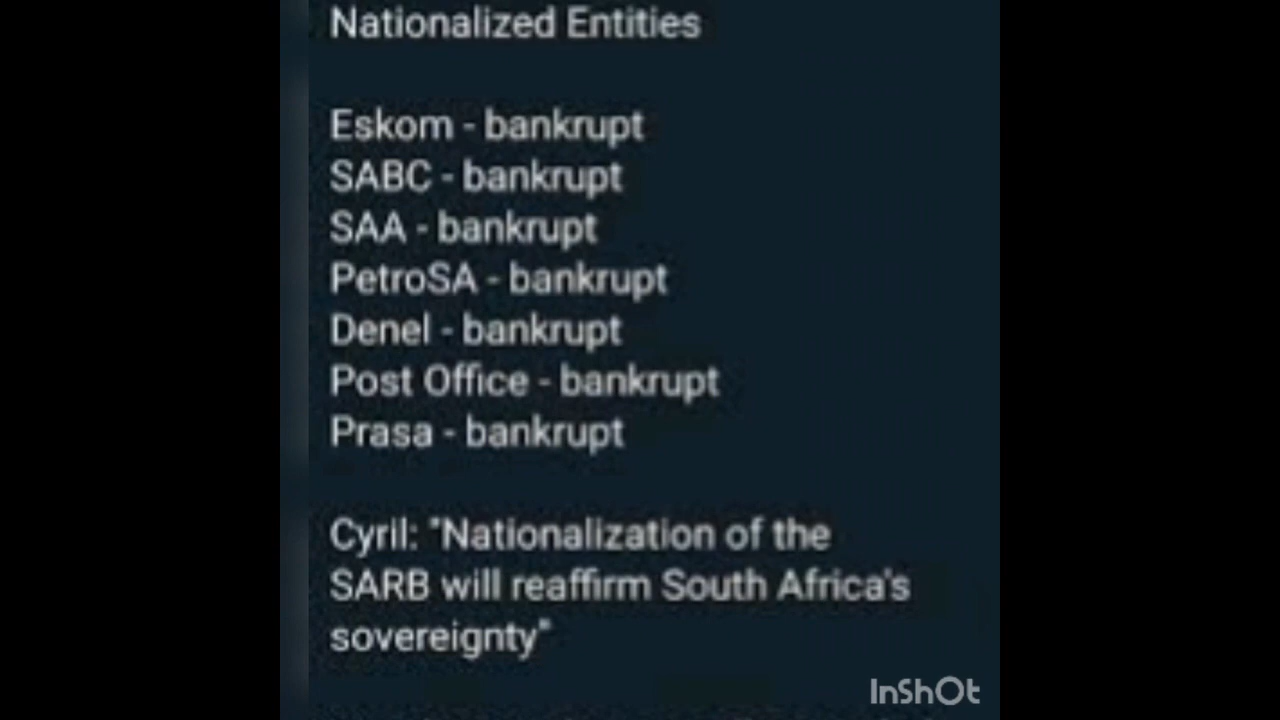 Nationalized Entities
Eskom - bankrupt
SABC - bankrupt
SAA - bankrupt
PetroSA - bankrupt
Denel - bankrupt
Post Office - bankrupt
Prasa - bankrupt
Cyril: "Nationalization of the
SARB will reaffirm South Africa's
sovereignty"
InShOt